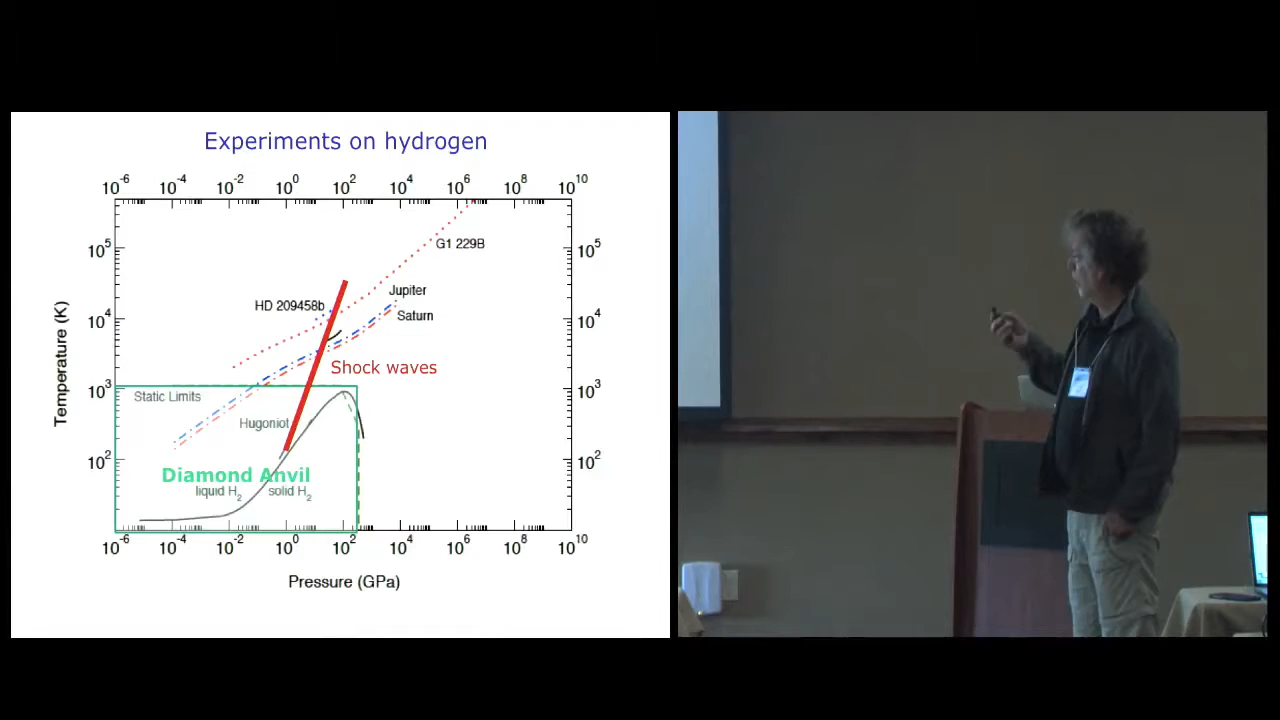 Experiments on hydrogen
10^-6 10^-4 10^-2 10^0 10^2 10^4 10^6 10^8 10^10
10^5 G1 229B 10^5
HD 209458b Jupiter
10^4 Saturn 10^4
Shock waves
10^3 10^3
Static Limits
Hugoniot
10^2 10^2
Diamond Anvil
liquid H2 solid H2
10^-6 10^-4 10^-2 10^0 10^2 10^4 10^6 10^8 10^10
Temperature (K)
Pressure (GPa)